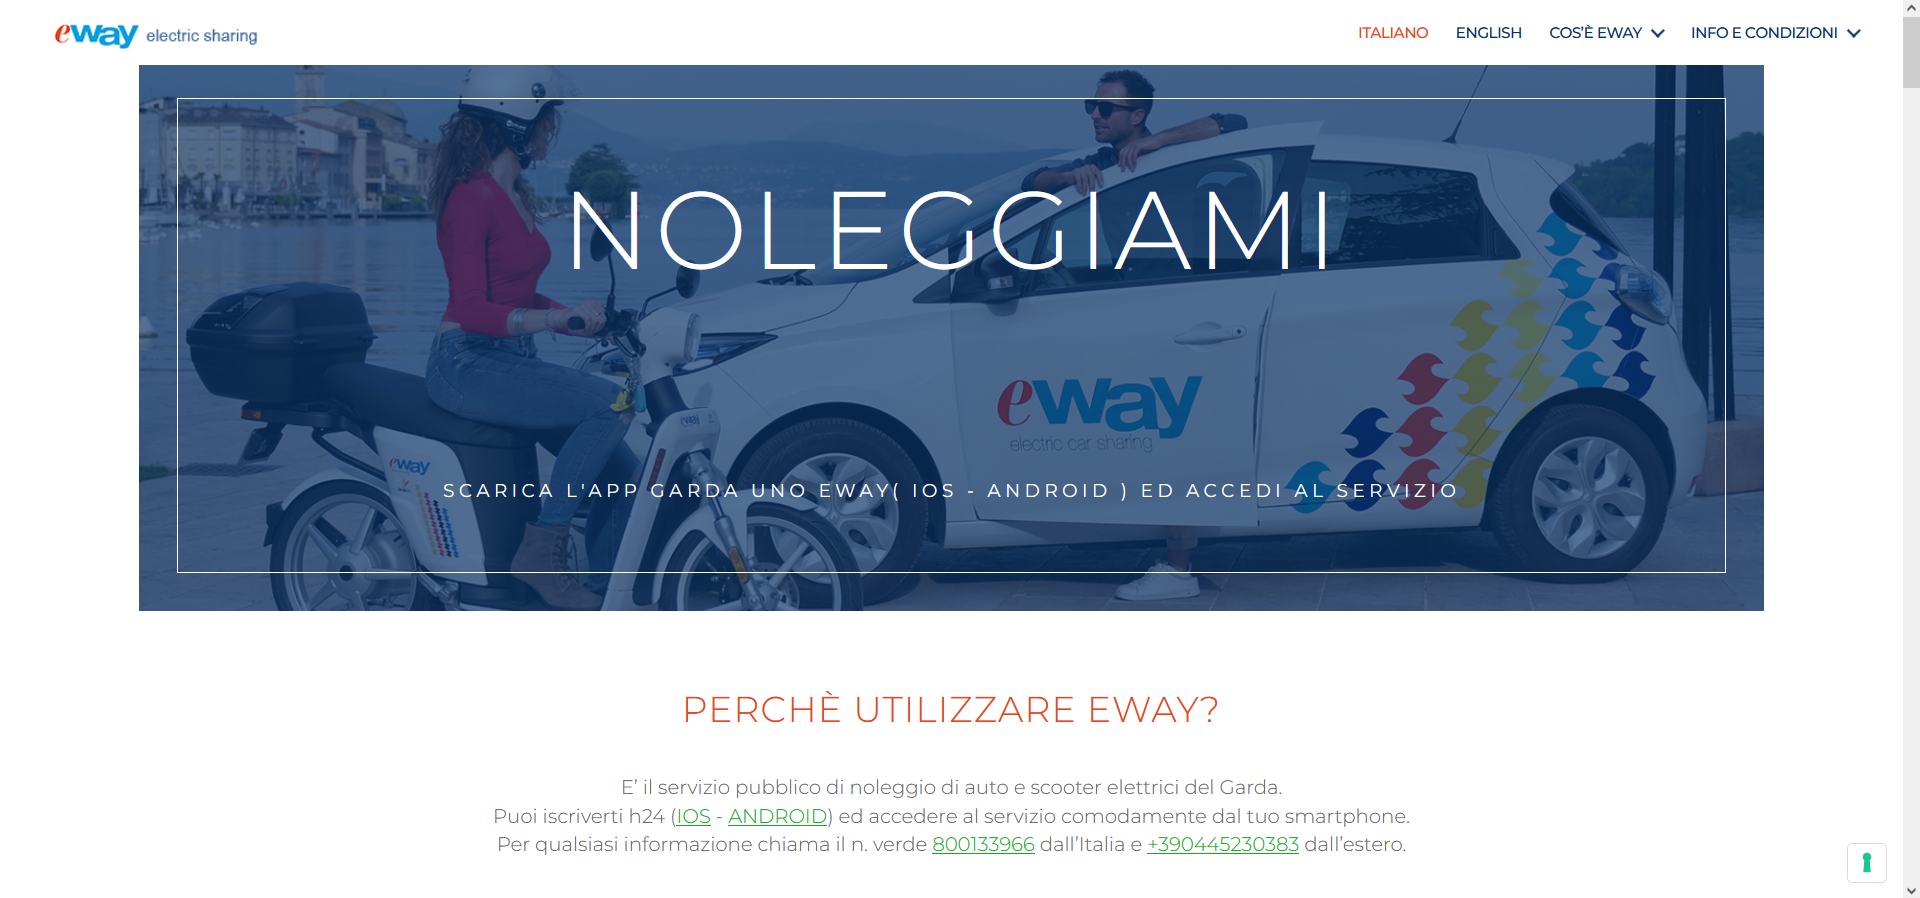 eway electric sharing
ITALIANO ENGLISH COS'È EWAY INFO E CONDIZIONI
NOLEGGIAMI
eway
electric car sharing
eway
eway
SCARICA L'APP GARDA UNO EWAY( IOS - ANDROID ) ED ACCEDI AL SERVIZIO
PERCHÈ UTILIZZARE EWAY?
E' il servizio pubblico di noleggio di auto e scooter elettrici del Garda.
Puoi iscriverti h24 (IOS - ANDROID) ed accedere al servizio comodamente dal tuo smartphone.
Per qualsiasi informazione chiama il n. verde 800133966 dall'Italia e +390445230383 dall'estero.